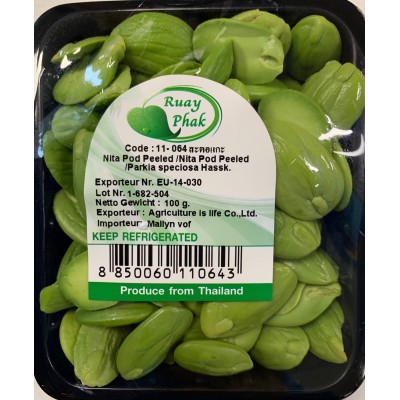 Ruay
Phak
Code : 11- 064 สะตอแกะ
Nita Pod Peeled /Nita Pod Peeled
/Parkia speciosa Hassk.
Exporteur Nr. EU-14-030
Lot Nr. 1-682-504
Netto Gewicht : 100 g.
Exporteur : Agriculture is life Co.,Ltd.
Importeur: Mailyn vof
KEEP REFRIGERATED
8 850060 110643
Produce from Thailand